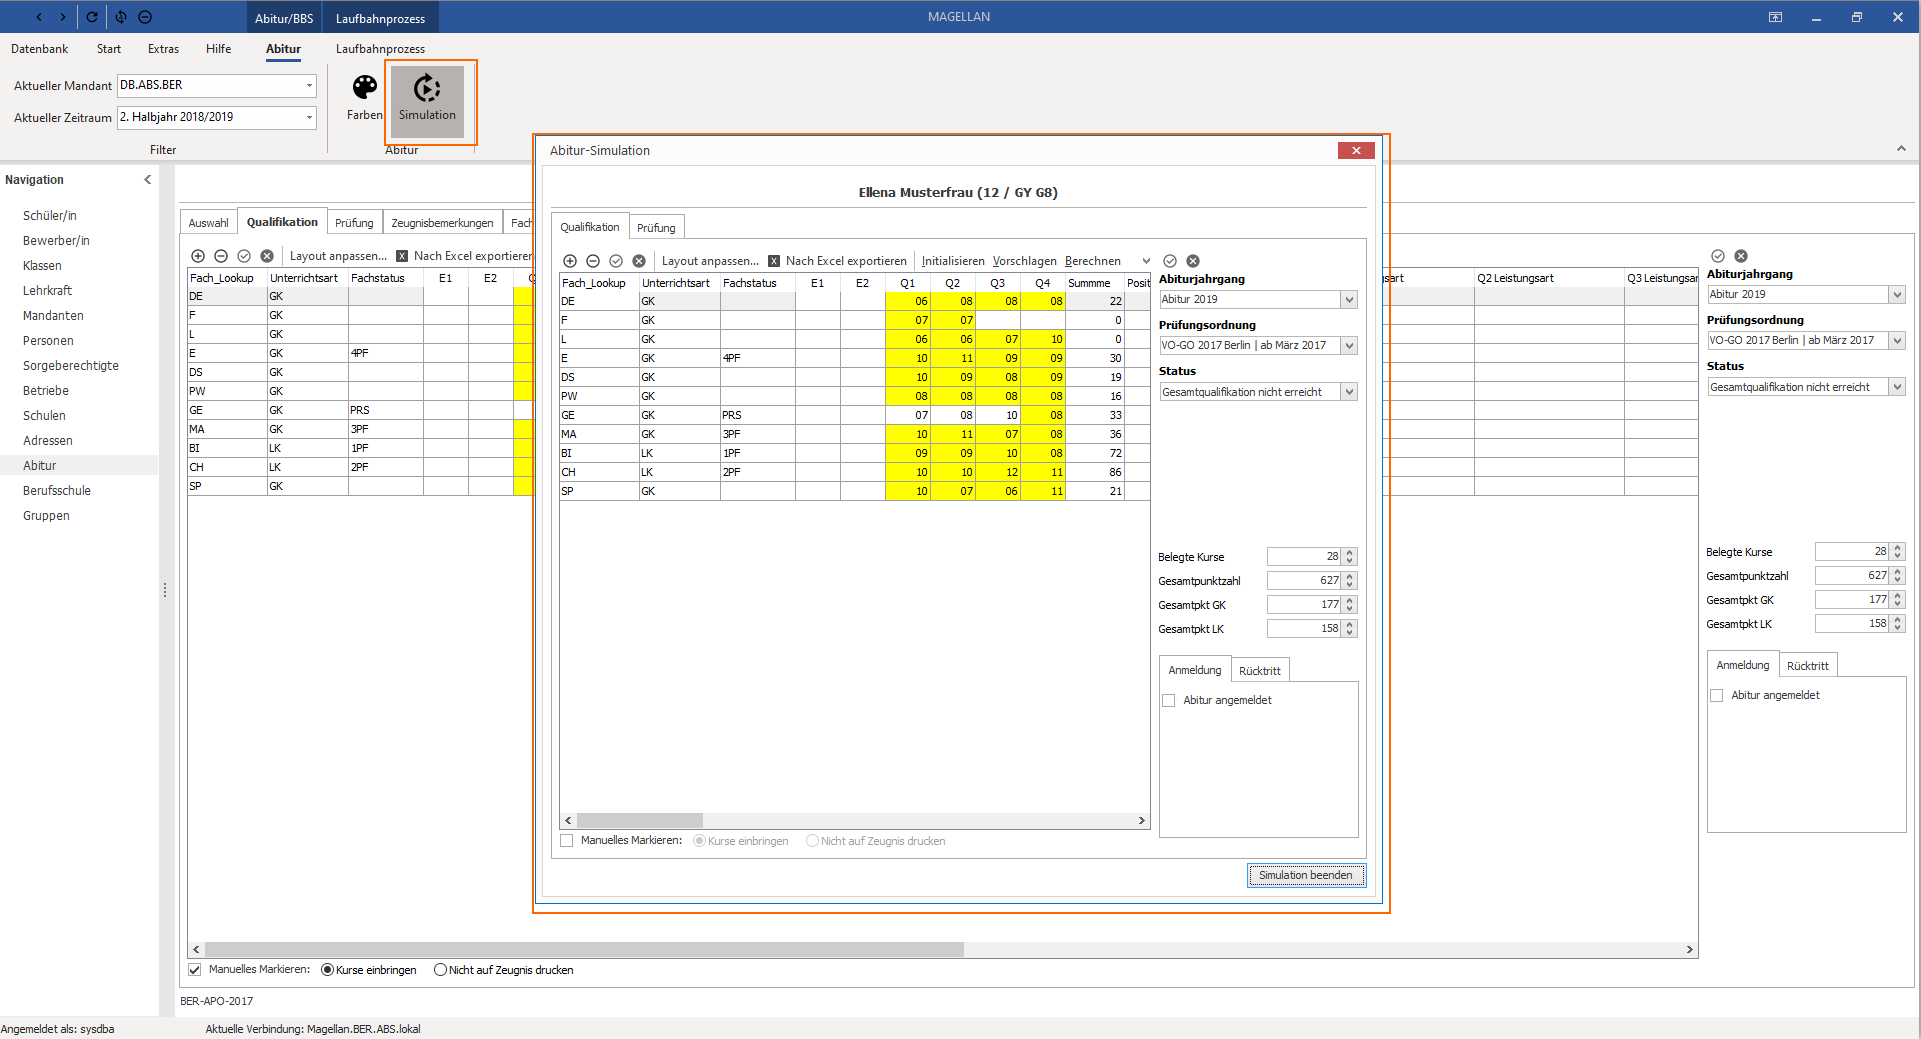 Abitur/BBS Laufbahnprozess MAGELLAN
Datenbank Start Extras Hilfe Abitur Laufbahnprozess
Aktueller Mandant DB.ABS.BER
Aktueller Zeitraum 2. Halbjahr 2018/2019
Farben Simulation
Filter Abitur
Navigation
Schüler/in
Bewerber/in
Klassen
Lehrkraft
Mandanten
Personen
Sorgeberechtigte
Betriebe
Schulen
Adressen
Abitur
Berufsschule
Gruppen
Auswahl Qualifikation Prüfung Zeugnisbemerkungen Fach
Layout anpassen... Nach Excel exportieren
Fach_Lookup Unterrichtsart Fachstatus E1 E2
DE GK
F GK
L GK
E GK 4PF
DS GK
PW GK
GE GK PRS
MA GK 3PF
BI LK 1PF
CH LK 2PF
SP GK
Abitur-Simulation
Ellena Musterfrau (12 / GY G8)
Qualifikation Prüfung
Layout anpassen... Nach Excel exportieren Initialisieren Vorschlagen Berechnen
Fach_Lookup Unterrichtsart Fachstatus E1 E2 Q1 Q2 Q3 Q4 Summme Posit
DE GK 06 08 08 08 22
F GK 07 07 0
L GK 06 06 07 10 0
E GK 4PF 10 11 09 09 30
DS GK 10 09 08 09 19
PW GK 08 08 08 08 16
GE GK PRS 07 08 10 08 33
MA GK 3PF 10 11 07 08 36
BI LK 1PF 09 09 10 08 72
CH LK 2PF 10 10 12 11 86
SP GK 10 07 06 11 21
Abiturjahrgang
Abitur 2019
Prüfungsordnung
VO-GO 2017 Berlin | ab März 2017
Status
Gesamtqualifikation nicht erreicht
Belegte Kurse 28
Gesamtpunktzahl 627
Gesamtpkt GK 177
Gesamtpkt LK 158
Anmeldung Rücktritt
Abitur angemeldet
Manuelles Markieren: Kurse einbringen Nicht auf Zeugnis drucken
Simulation beenden
sart Q2 Leistungsart Q3 Leistungsar
Abiturjahrgang
Abitur 2019
Prüfungsordnung
VO-GO 2017 Berlin | ab März 2017
Status
Gesamtqualifikation nicht erreicht
Belegte Kurse 28
Gesamtpunktzahl 627
Gesamtpkt GK 177
Gesamtpkt LK 158
Anmeldung Rücktritt
Abitur angemeldet
Manuelles Markieren: Kurse einbringen Nicht auf Zeugnis drucken
BER-APO-2017
Angemeldet als: sysdba Aktuelle Verbindung: Magellan.BER.ABS.lokal